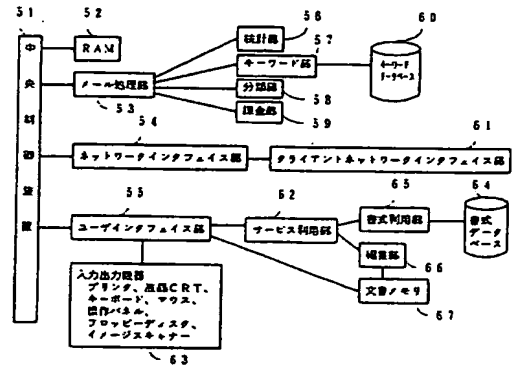 51
52
56
57
60
中央制御装置
RAM
統計部
キーワード部
キーワード
データベース
メール処理部
分類部
58
53
課金部
59
54
61
ネットワークインタフェイス部
クライアントネットワークインタフェイス部
55
62
65
64
ユーザインタフェイス部
サービス利用部
書式利用部
書式
データ
ベース
編集部
66
入力出力機器
プリンタ、液晶CRT、
キーボード、マウス、
操作パネル、
フロッピーディスク、
イメージスキャナー
文書メモリ
67
63